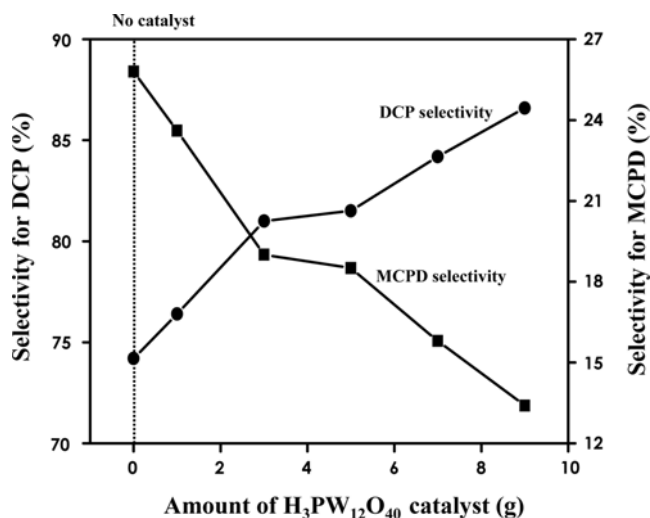 No catalyst
90
85
80
75
70
Selectivity for DCP (%)
DCP selectivity
MCPD selectivity
27
24
21
18
15
12
Selectivity for MCPD (%)
0
2
4
6
8
10
Amount of H₃PW₁₂O₄₀ catalyst (g)